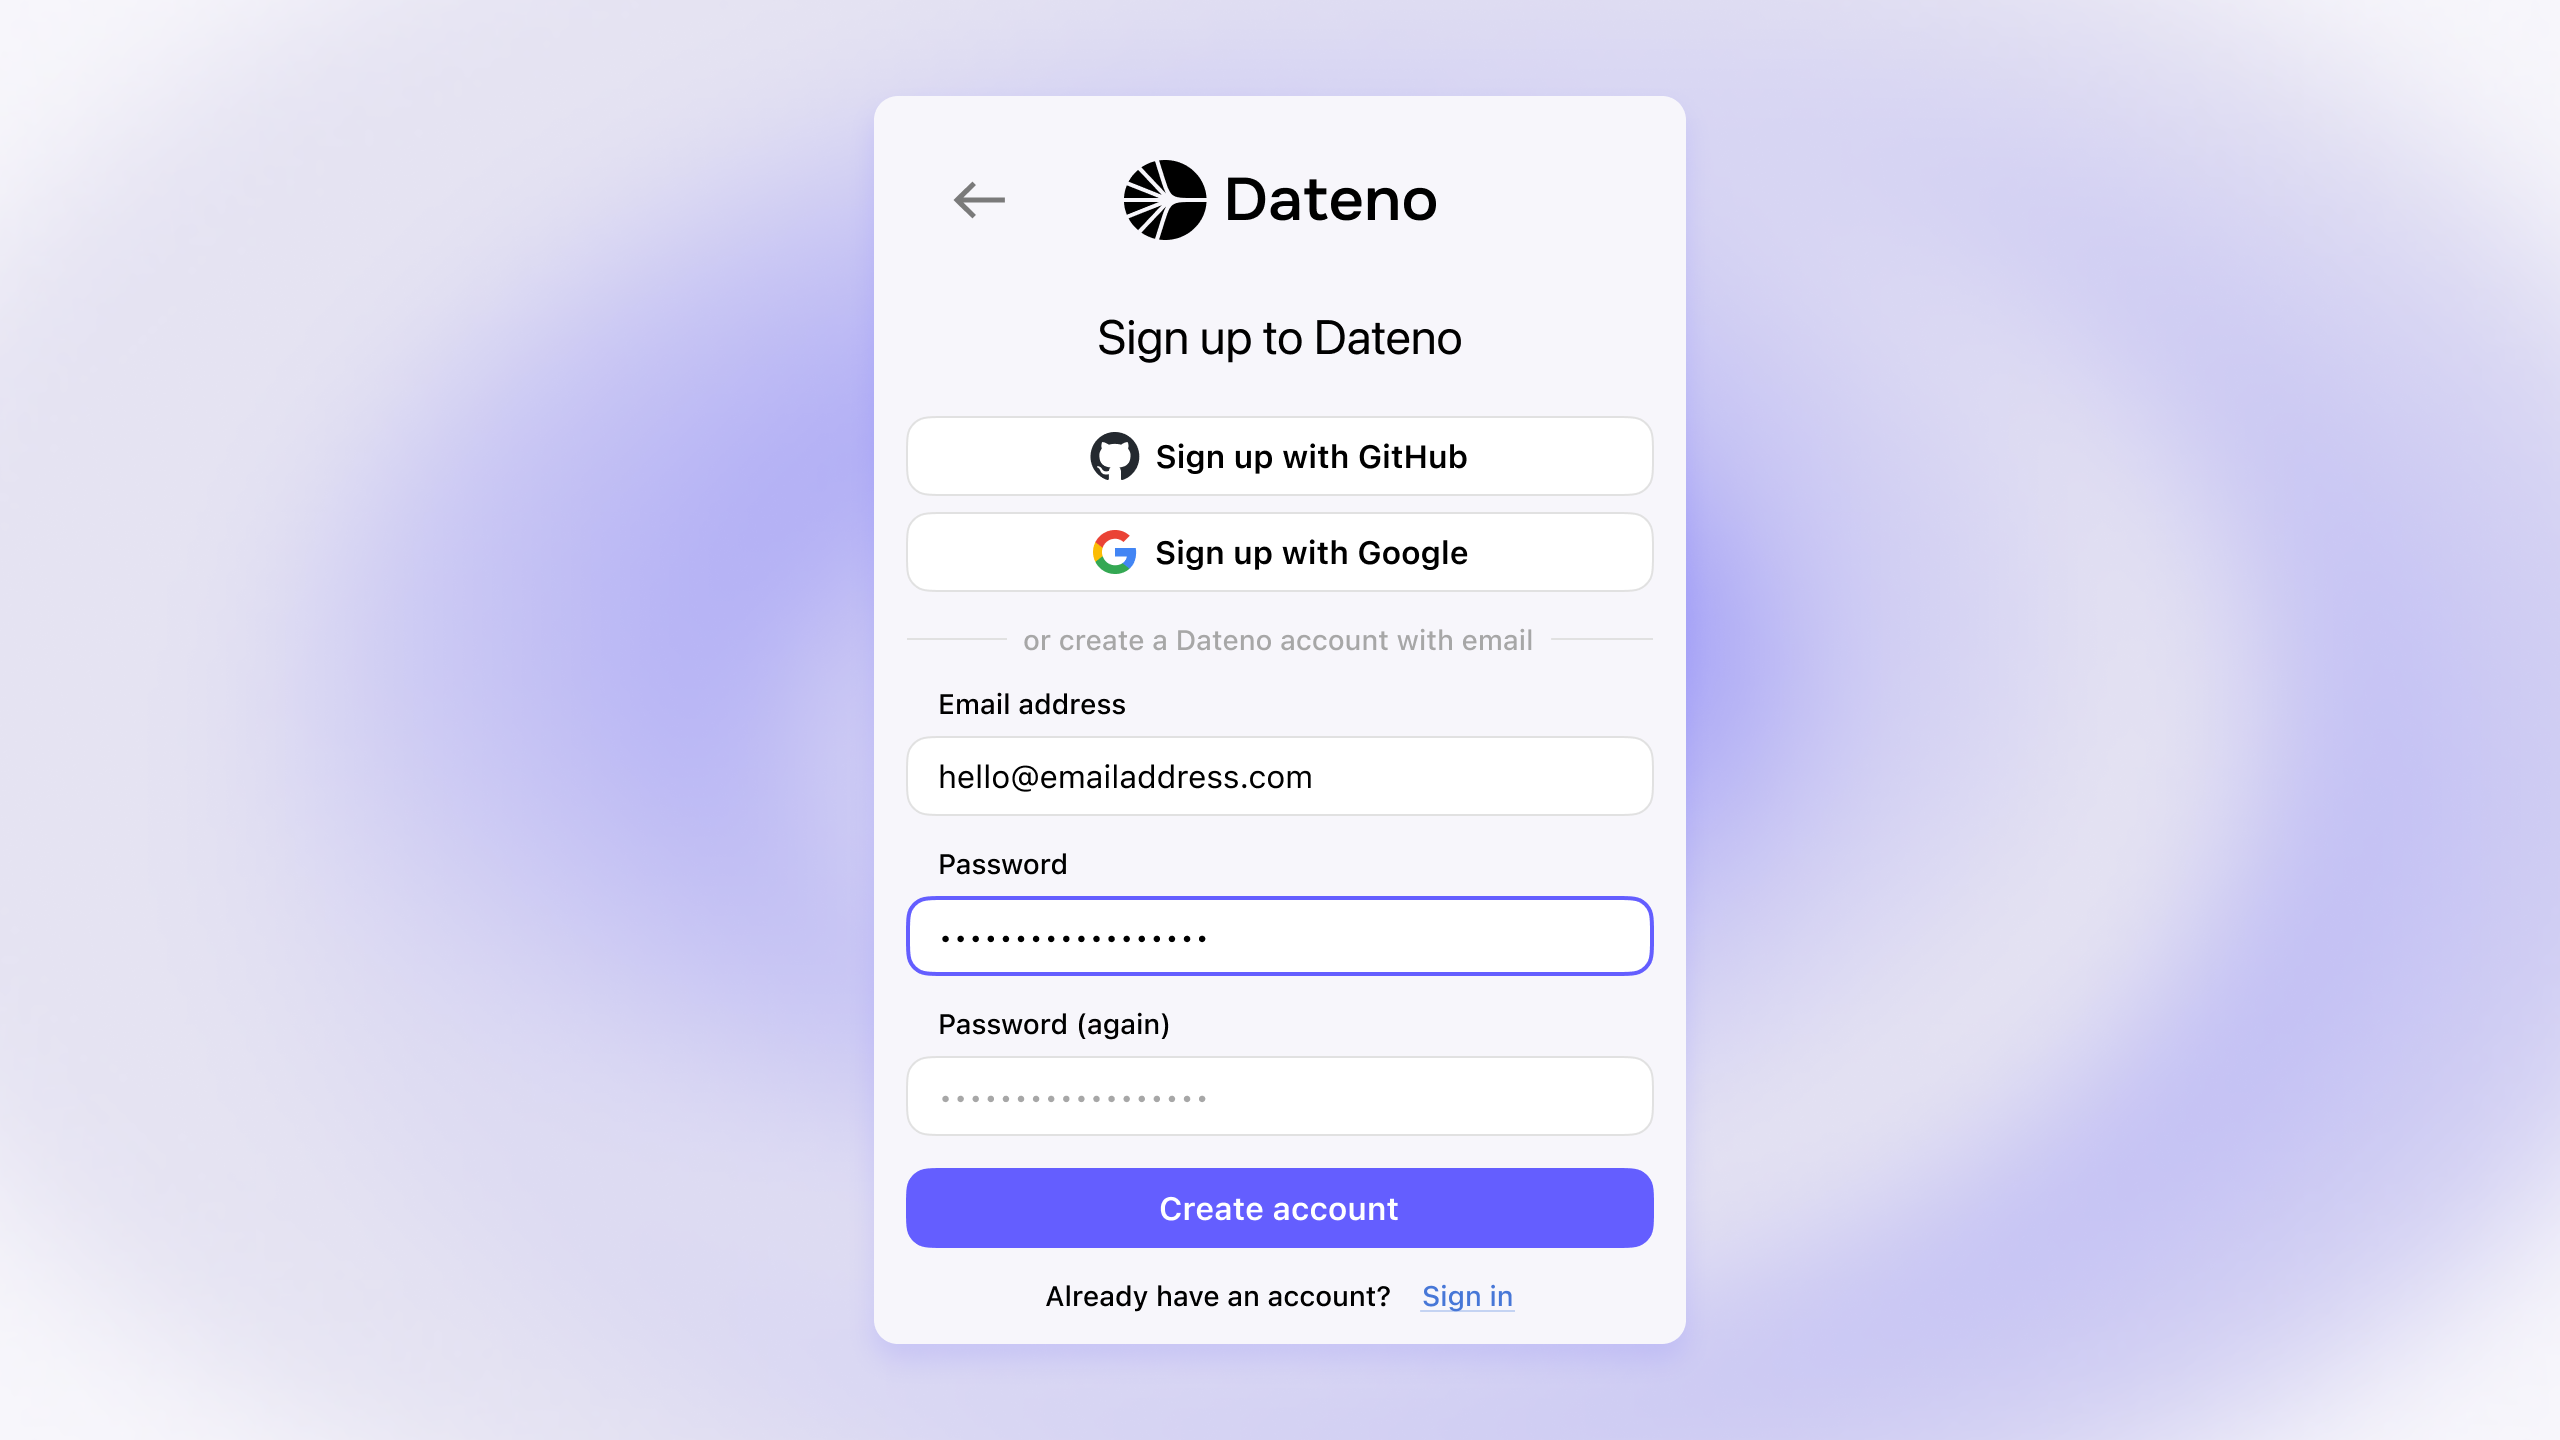 Dateno
Sign up to Dateno
Sign up with GitHub
Sign up with Google
or create a Dateno account with email
Email address
hello@emailaddress.com
Password
••••••••••••••••••
Password (again)
••••••••••••••••••
Create account
Already have an account? Sign in